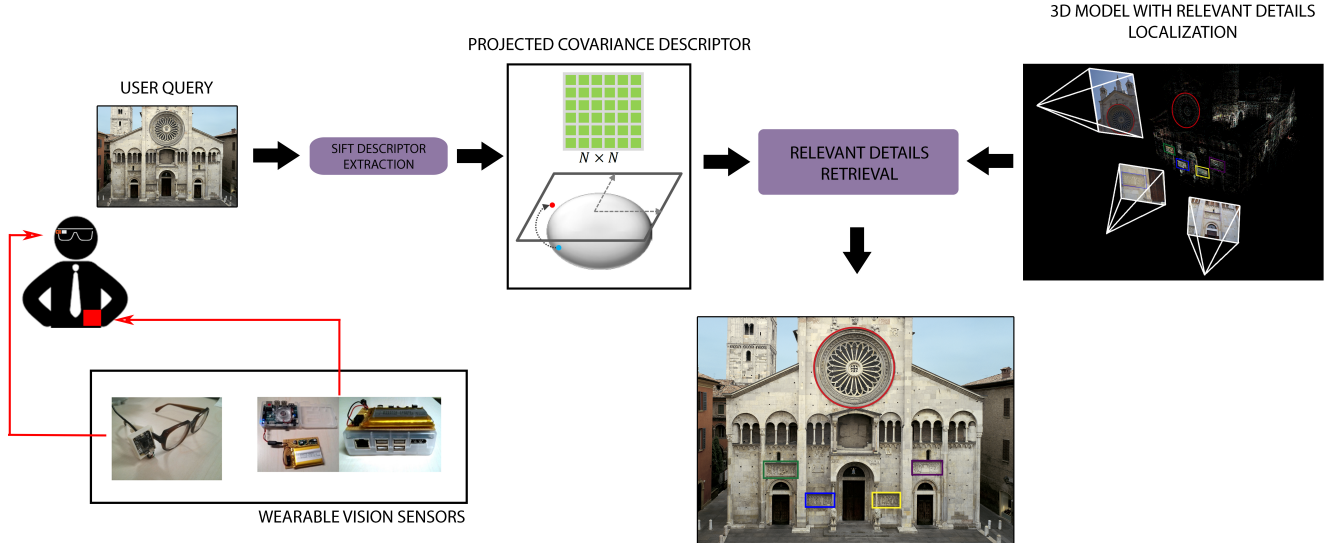 3D MODEL WITH RELEVANT DETAILS
LOCALIZATION
PROJECTED COVARIANCE DESCRIPTOR
USER QUERY
SIFT DESCRIPTOR
EXTRACTION
N × N
RELEVANT DETAILS
RETRIEVAL
WEARABLE VISION SENSORS